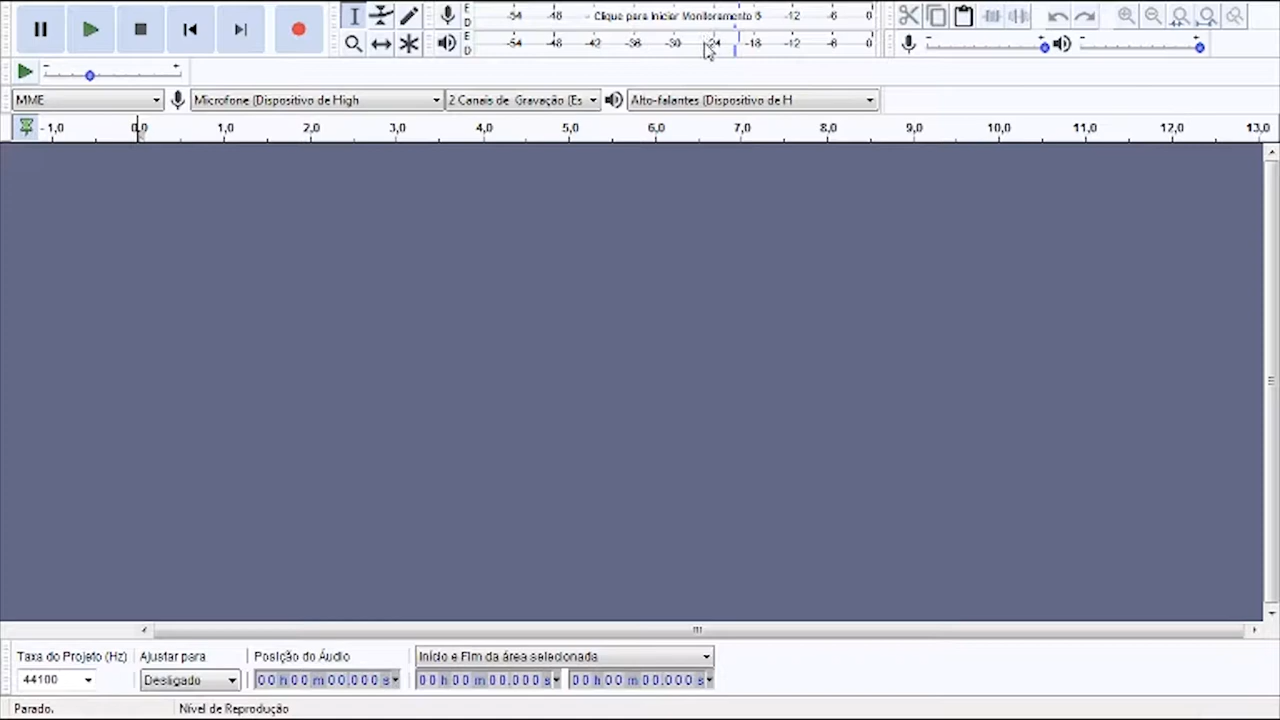 E
D
-54 -48 - Clique para Iniciar Monitoramento 8 -12 -6 0
E
D
-54 -48 -42 -36 -30 -24 -18 -12 -6 0
- +
- +
- +
MME
Microfone (Dispositivo de High
2 Canais de Gravação (Es
Alto-falantes (Dispositivo de H
- 1,0 0,0 1,0 2,0 3,0 4,0 5,0 6,0 7,0 8,0 9,0 10,0 11,0 12,0 13,0
Taxa do Projeto (Hz) Ajustar para Posição do Áudio Início e Fim da área selecionada
44100 Desligado 00 h 00 m 00.000 s 00 h 00 m 00.000 s 00 h 00 m 00.000 s
Parado. Nível de Reprodução